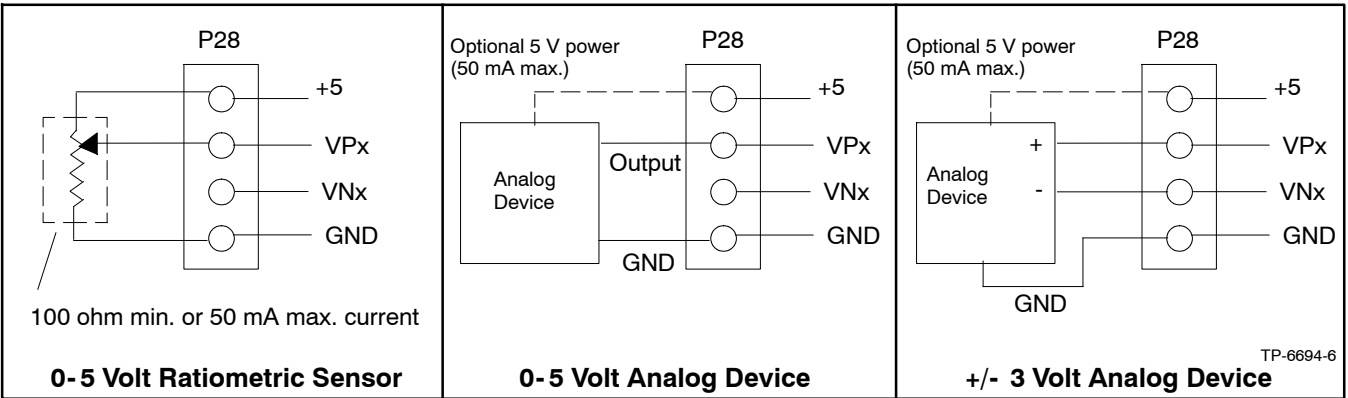 P28
+5
VPx
VNx
GND
100 ohm min. or 50 mA max. current
0-5 Volt Ratiometric Sensor
Optional 5 V power
(50 mA max.)
P28
+5
Analog
Device
Output
VPx
VNx
GND
GND
0-5 Volt Analog Device
Optional 5 V power
(50 mA max.)
P28
+5
Analog
Device
+
-
VPx
VNx
GND
GND
TP-6694-6
+/- 3 Volt Analog Device